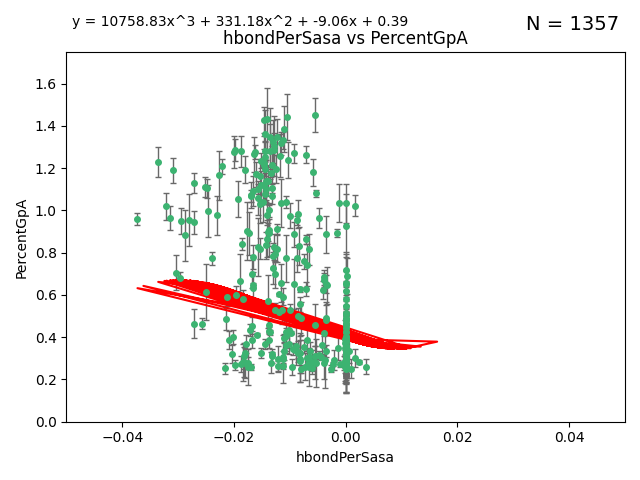 y = 10758.83x^3 + 331.18x^2 + -9.06x + 0.39
N = 1357
hbondPerSasa vs PercentGpA
1.6
1.4
1.2
1.0
0.8
0.6
0.4
0.2
0.0
PercentGpA
−0.04
−0.02
0.00
0.02
0.04
hbondPerSasa